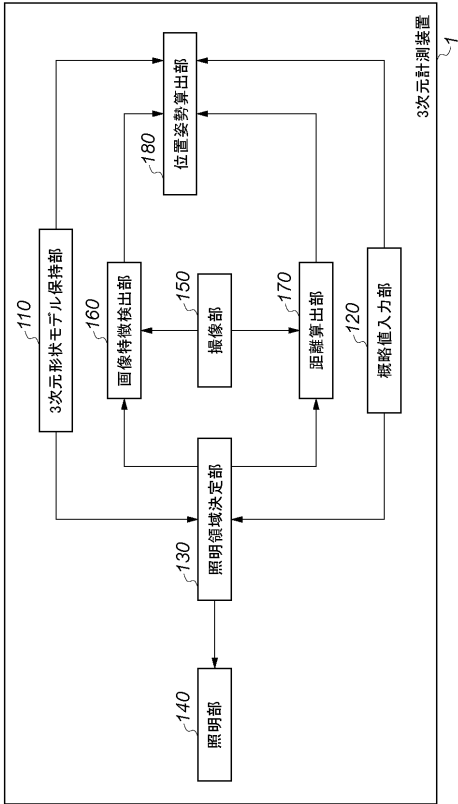 1
3次元計測装置
110
3次元形状モデル保持部
160
画像特徴検出部
180
位置姿勢算出部
150
撮像部
140
照明部
130
照明領域決定部
170
距離算出部
120
概略値入力部